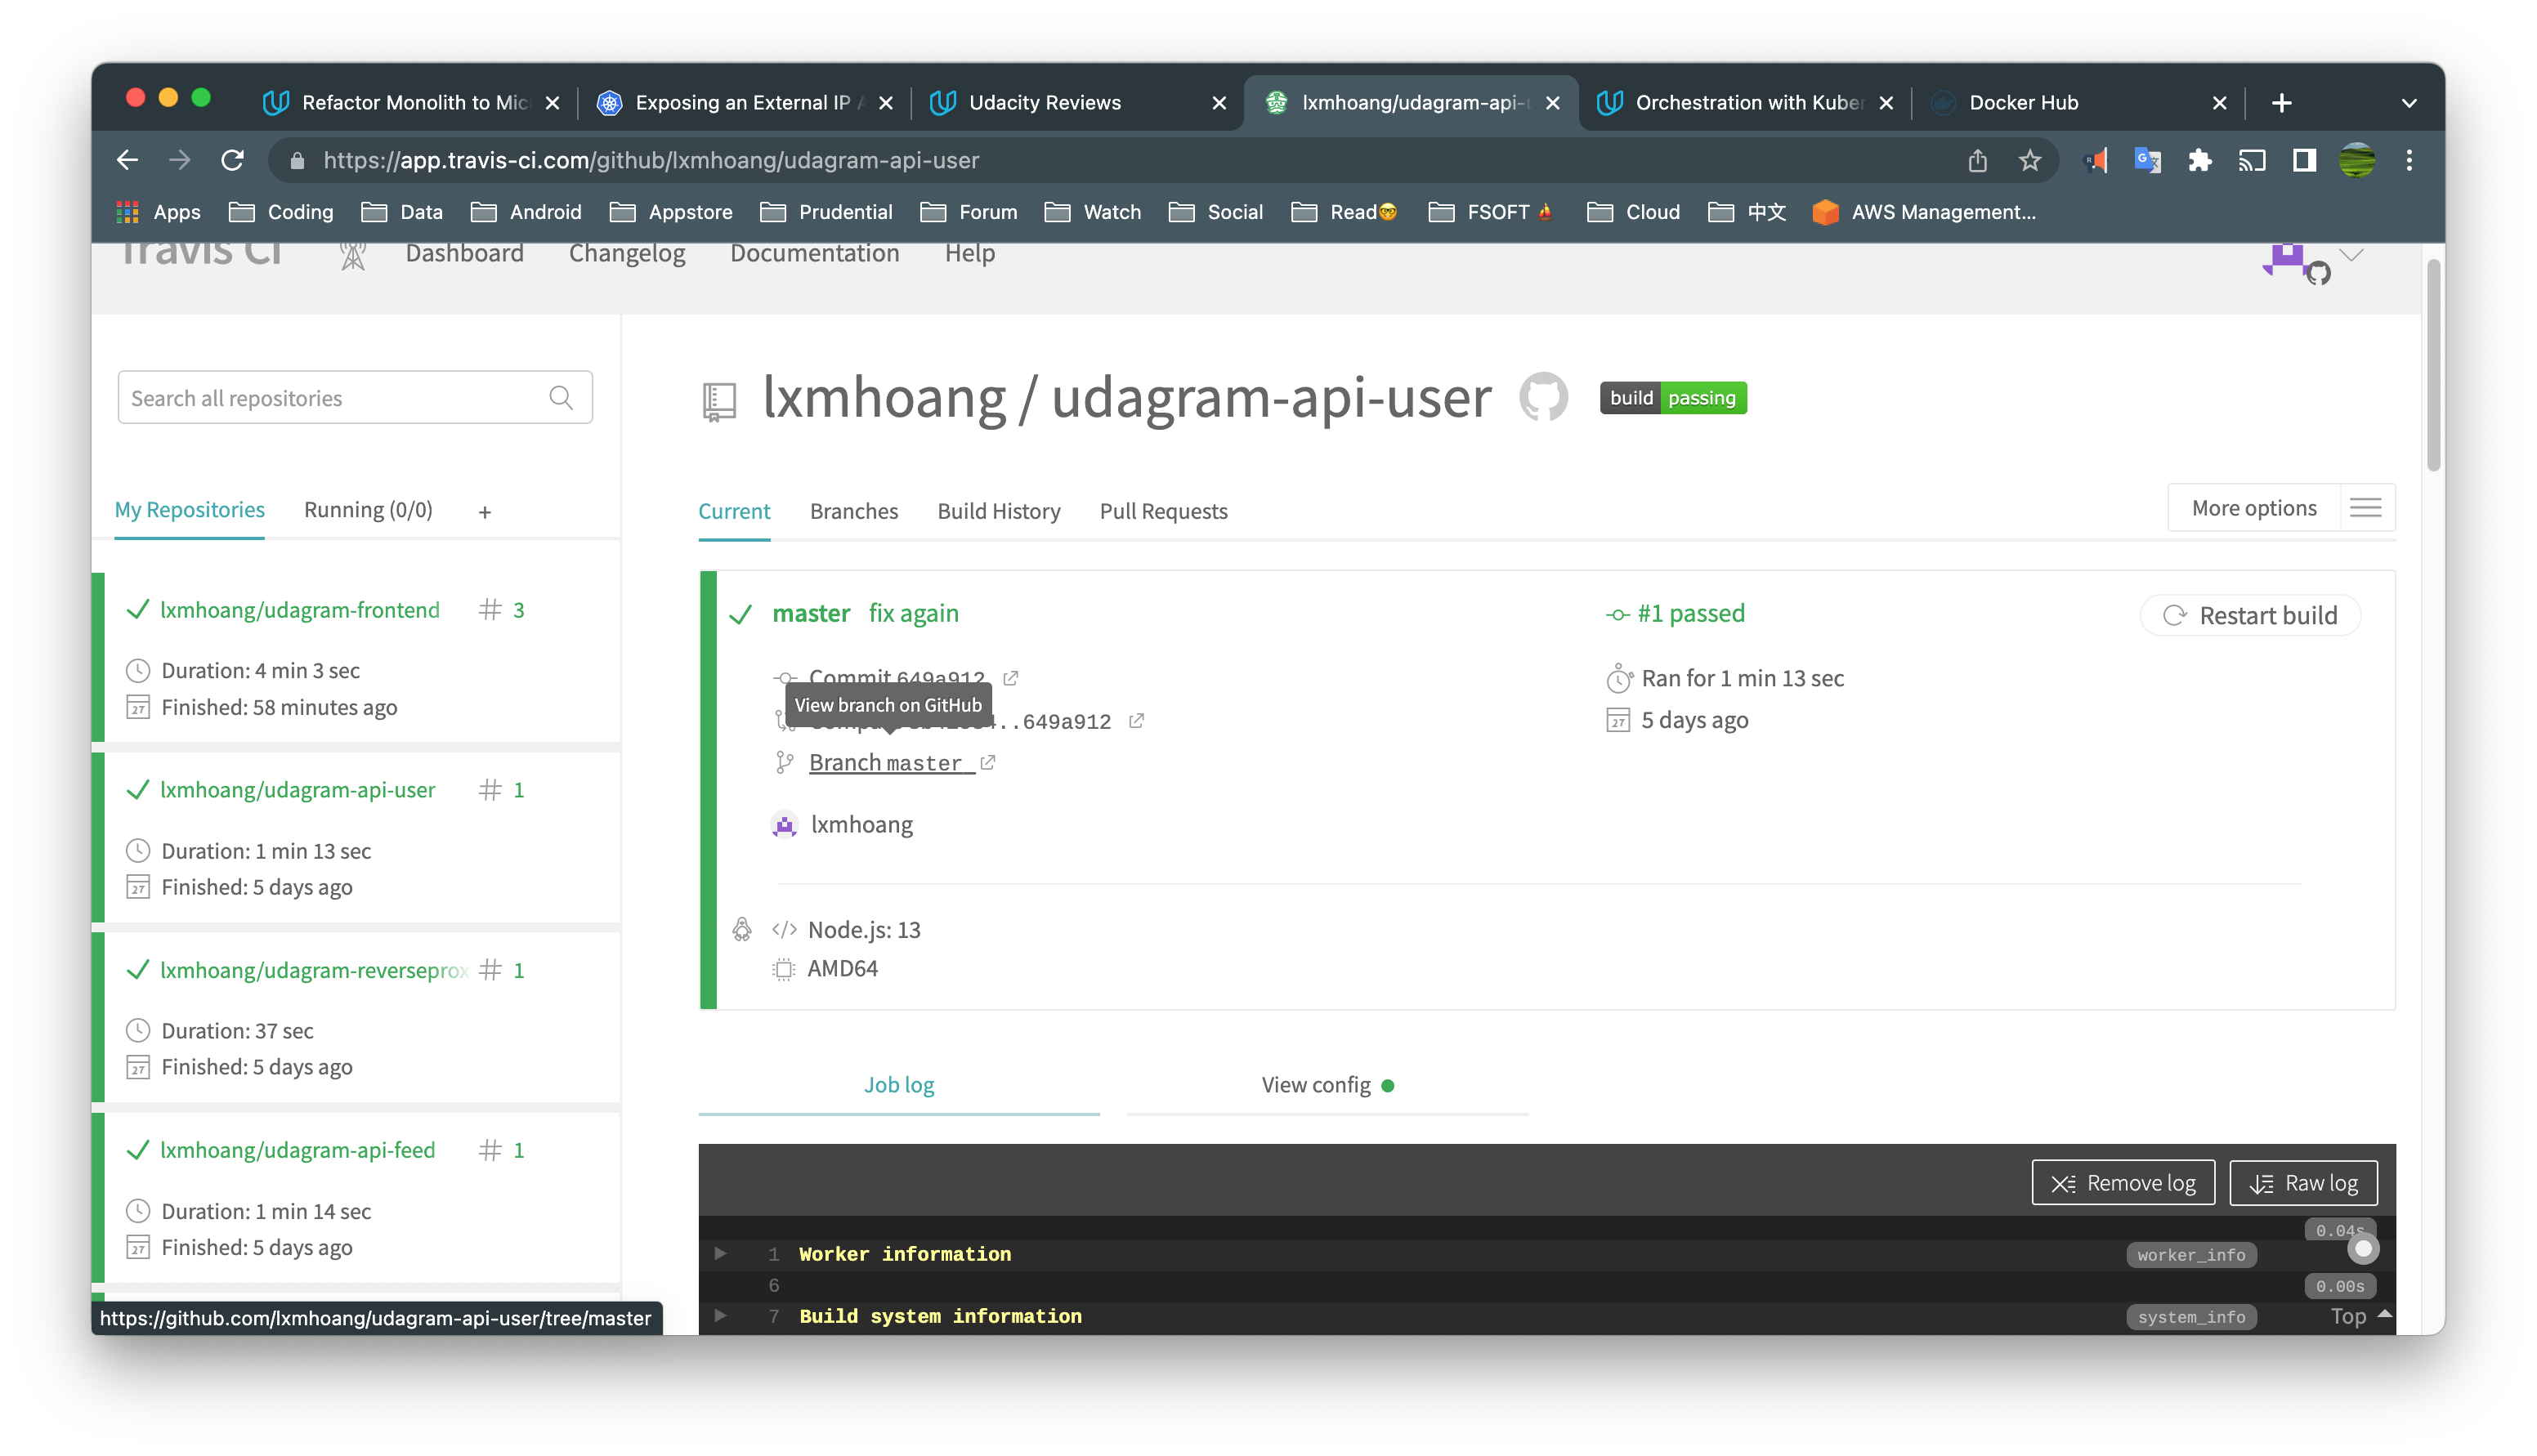 Refactor Monolith to Mic
Exposing an External IP A
Udacity Reviews
lxmhoang/udagram-api-u
Orchestration with Kuber
Docker Hub
https://app.travis-ci.com/github/lxmhoang/udagram-api-user
Apps
Coding
Data
Android
Appstore
Prudential
Forum
Watch
Social
Read🤓
FSOFT⛵
Cloud
中文
AWS Management...
Travis CI
Dashboard
Changelog
Documentation
Help
Search all repositories
My Repositories
Running (0/0)
+
lxmhoang/udagram-frontend # 3
Duration: 4 min 3 sec
Finished: 58 minutes ago
lxmhoang/udagram-api-user # 1
Duration: 1 min 13 sec
Finished: 5 days ago
lxmhoang/udagram-reverseprox # 1
Duration: 37 sec
Finished: 5 days ago
lxmhoang/udagram-api-feed # 1
Duration: 1 min 14 sec
Finished: 5 days ago
https://github.com/lxmhoang/udagram-api-user/tree/master
lxmhoang / udagram-api-user
build passing
Current
Branches
Build History
Pull Requests
More options
master fix again
#1 passed
Restart build
Commit 649a912
Ran for 1 min 13 sec
View branch on GitHub
..649a912
5 days ago
Branch master
lxmhoang
Node.js: 13
AMD64
Job log
View config
Remove log
Raw log
0.04s
1 Worker information
worker_info
6
0.00s
7 Build system information
system_info
Top